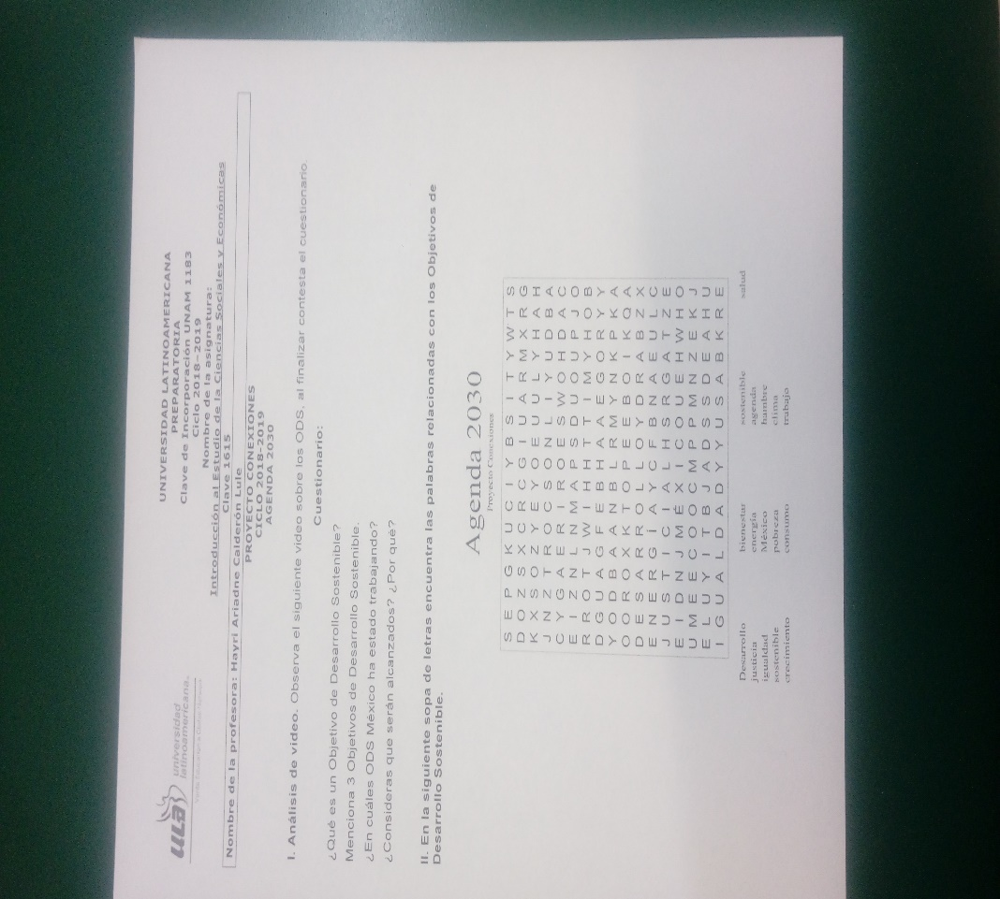 ULA universidad latinoamericana.
UNIVERSIDAD LATINOAMERICANA
PREPARATORIA
Clave de Incorporación UNAM 1183
Ciclo 2018-2019
Nombre de la asignatura:
Introducción al Estudio de la Ciencias Sociales y Económicas
Clave 1615
Nombre de la profesora: Hayri Ariadne Calderón Lule
PROYECTO CONEXIONES
CICLO 2018-2019
AGENDA 2030
I. Análisis de video. Observa el siguiente video sobre los ODS, al finalizar contesta el cuestionario.
Cuestionario:
¿Qué es un Objetivo de Desarrollo Sostenible?
Menciona 3 Objetivos de Desarrollo Sostenible.
¿En cuáles ODS México ha estado trabajando?
¿Consideras que serán alcanzados? ¿Por qué?
II. En la siguiente sopa de letras encuentra las palabras relacionadas con los Objetivos de
Desarrollo Sostenible.
Agenda 2030
Proyecto Conexiones
S E P G K U C I Y B S I T Y W T S
D O Z S X C R C G I U A R M X R G
K X S O Z Y E Y O E U U L Y H A H
J N Z T R O C S O N L I Y U D B A
C Y G A E R I R O E S W O H D A C
E I Z N L N M A P S D U O U P J O
R R O T J W I H H T T I M Y H O B
D G U A G F E B H A A E G O R Y Y
Y O D B A A N B L R M Y N K P K A
O O R O X K T O P E E B O I K Q A
D E S A R R O L L O Y D R A B Z X
E N E R G Í A Y C F B N A E U L C
J U S T I C I A L H S R G A T Z E
E I D N J M É X I C O U E H W H O
U M E E C O O C M P P M N Z E K J
E L U Y I T B J A D S S D E A H U
I G U A L D A D Y Y U S A B K R E
Desarrollo bienestar sostenible salud
justicia energía agenda
igualdad México hambre
sostenible pobreza clima
crecimiento consumo trabajo